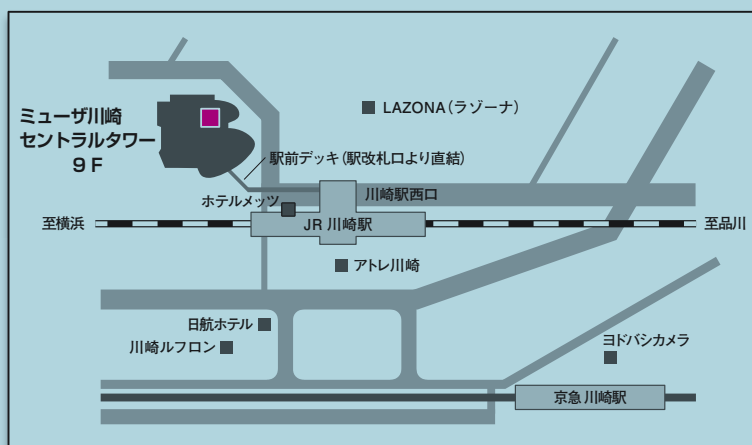 LAZONA（ラゾーナ）
ミューザ川崎
セントラルタワー
9F
駅前デッキ（駅改札口より直結）
川崎駅西口
ホテルメッツ
至横浜
JR 川崎駅
至品川
アトレ川崎
日航ホテル
川崎ルフロン
ヨドバシカメラ
京急 川崎駅